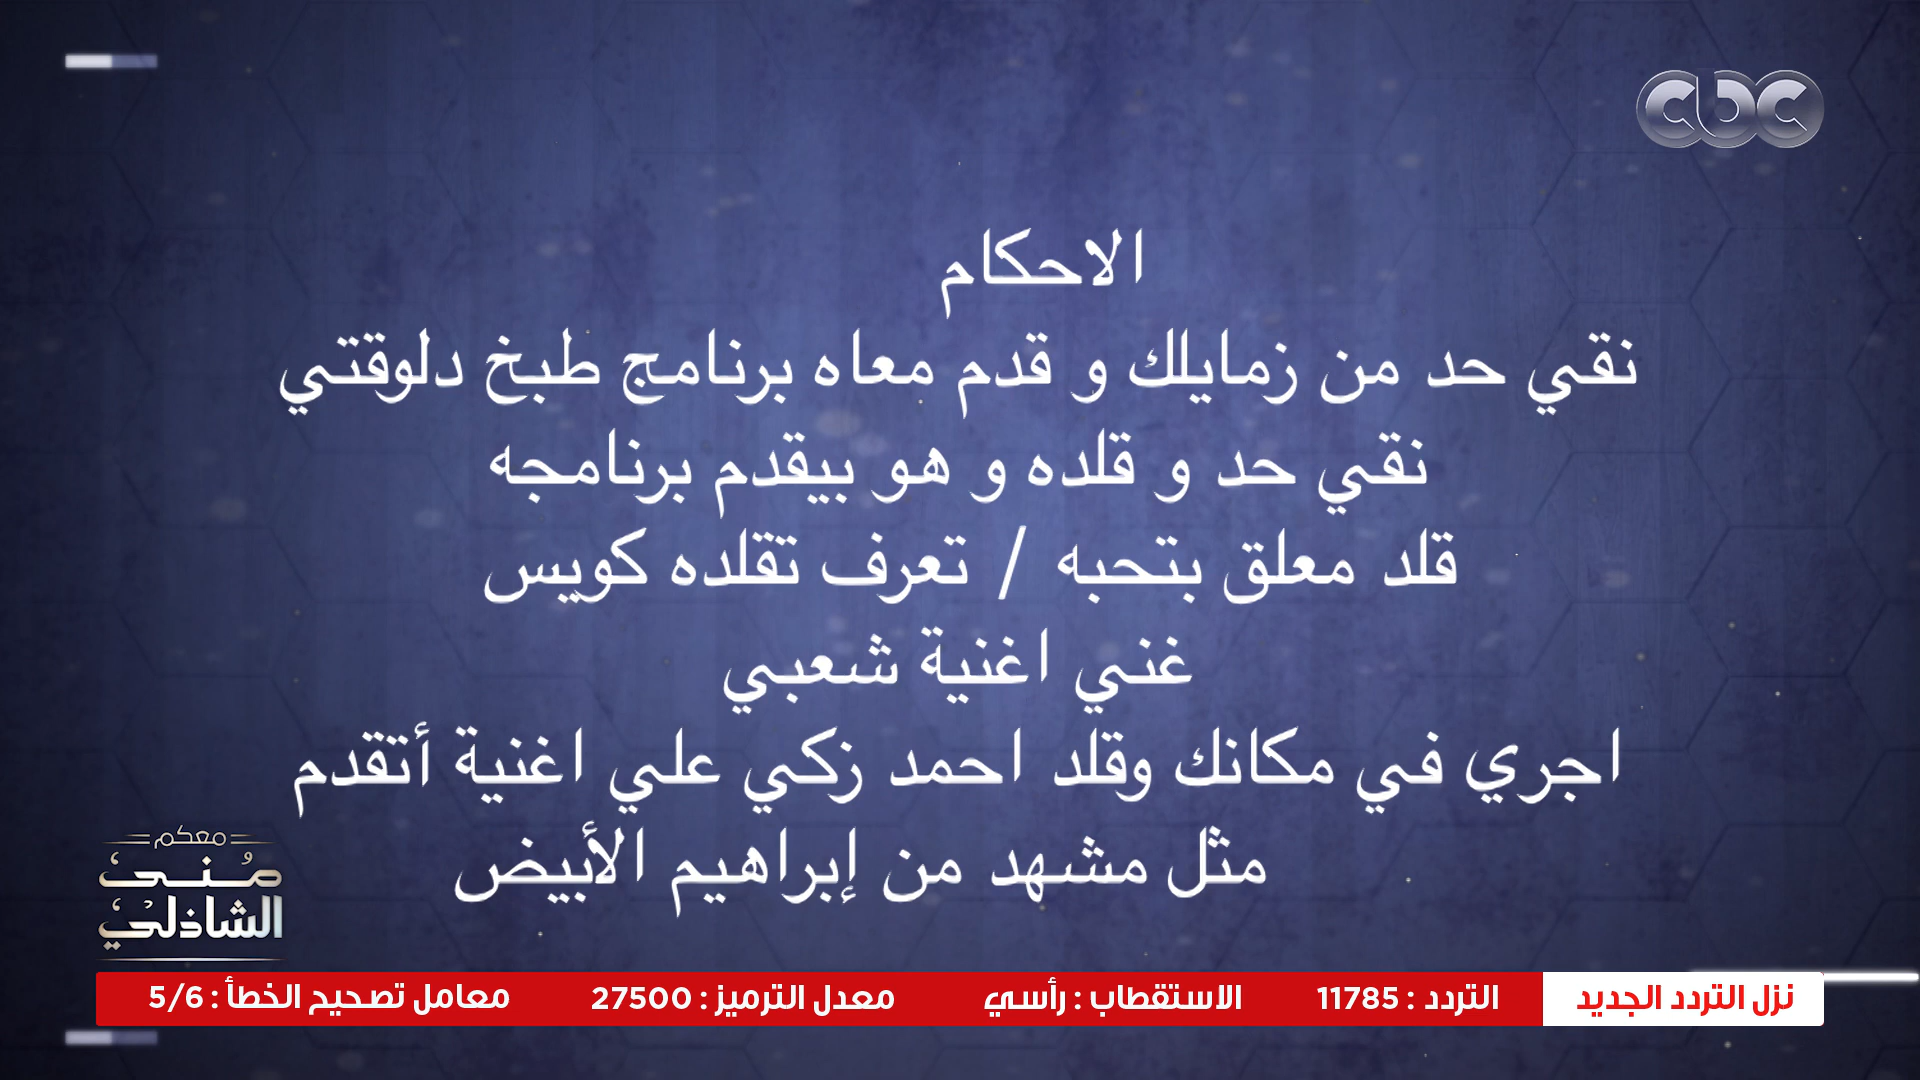 cbc
الاحكام
نقي حد من زمايلك و قدم معاه برنامج طبخ دلوقتي
نقي حد و قلده و هو بيقدم برنامجه
قلد معلق بتحبه / تعرف تقلده كويس
غني اغنية شعبي
اجري في مكانك وقلد احمد زكي علي اغنية أتقدم
مثل مشهد من إبراهيم الأبيض
معكم
مُنى
الشاذلي
نزل التردد الجديد التردد : 11785 الاستقطاب : رأسي معدل الترميز : 27500 معامل تصحيح الخطأ : 5/6